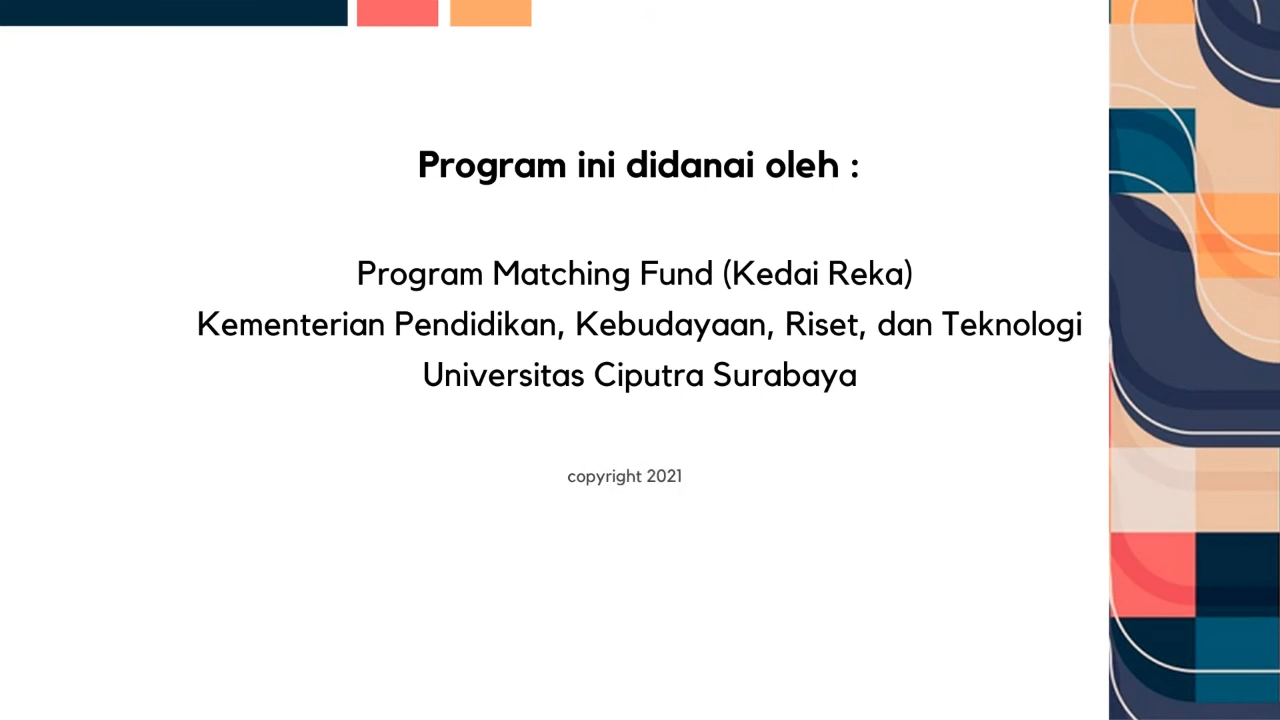 Program ini didanai oleh :
Program Matching Fund (Kedai Reka)
Kementerian Pendidikan, Kebudayaan, Riset, dan Teknologi
Universitas Ciputra Surabaya
copyright 2021